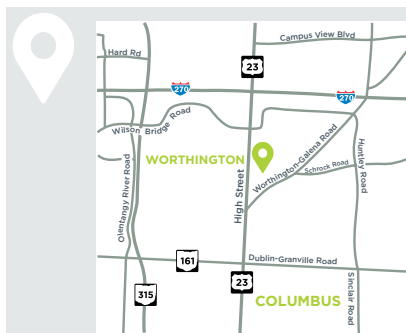 Campus View Blvd
Hard Rd
23
270
270
Wilson Bridge Road
WORTHINGTON
Worthington-Galena Road
Schrock Road
Huntley Road
Olentangy River Road
High Street
161
Dublin-Granville Road
23
315
COLUMBUS
Sinclair Road